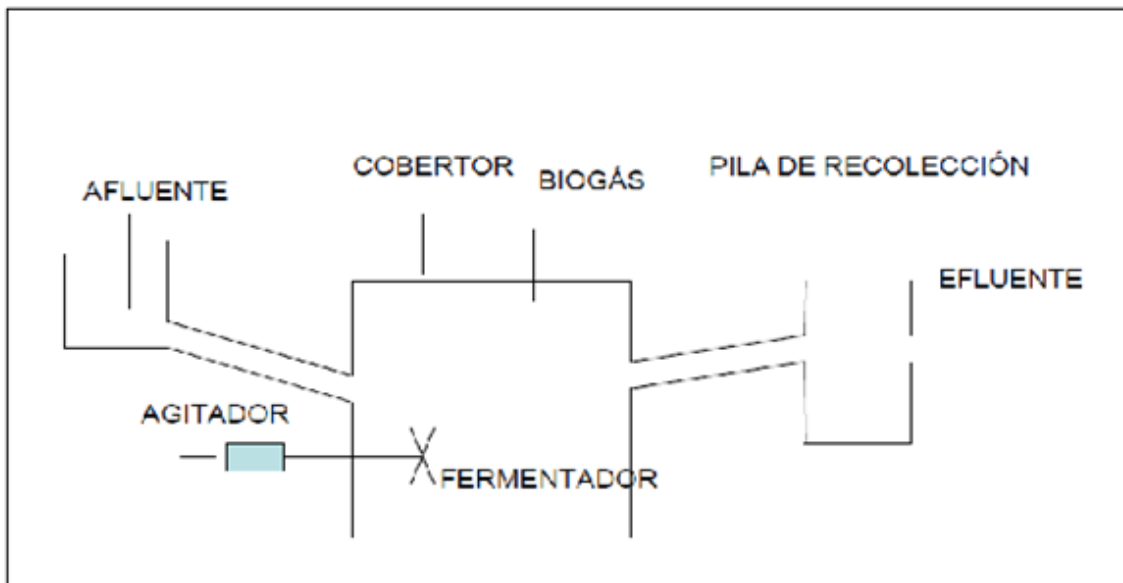 COBERTOR
BIOGÁS
PILA DE RECOLECCIÓN
AFLUENTE
EFLUENTE
AGITADOR
FERMENTADOR